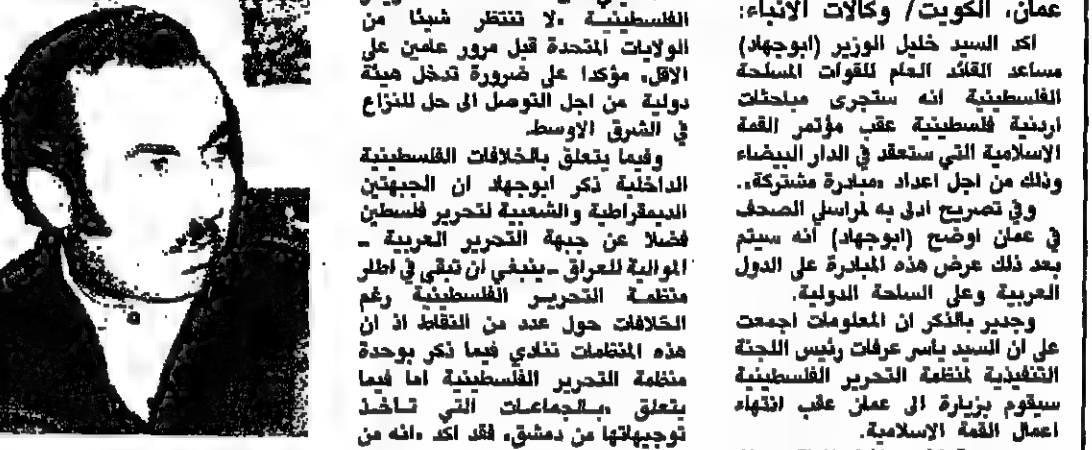 عمان، الكويت/ وكالات الانباء:
اكد السيد خليل الوزير (ابوجهاد)
مساعد القائد العام للقوات المسلحة
الفلسطينية انه ستجرى مباحثات
اردنية فلسطينية عقب مؤتمر القمة
الاسلامية التي ستعقد في الدار البيضاء
وذلك من اجل اعداد «مبادرة مشتركة».
وفي تصريح ادلى به لمراسلي الصحف
في عمان اوضح (ابوجهاد) انه سيتم
بعد ذلك عرض هذه المبادرة على الدول
العربية وعلى الساحة الدولية.
وجدير بالذكر ان المعلومات اجمعت
على ان السيد ياسر عرفات رئيس اللجنة
التنفيذية لمنظمة التحرير الفلسطينية
سيقوم بزيارة الى عمان عقب انتهاء
اعمال القمة الاسلامية.
الفلسطينية «لا تنتظر شيئا من
الولايات المتحدة قبل مرور عامين على
الاقل» مؤكدا على ضرورة تدخل هيئة
دولية من اجل التوصل الى حل للنزاع
في الشرق الاوسط.
وفيما يتعلق بالخلافات الفلسطينية
الداخلية ذكر ابوجهاد ان الجبهتين
الديمقراطية والشعبية لتحرير فلسطين
فضلا عن جبهة التحرير العربية -
الموالية للعراق - ينبغي ان تبقى في اطار
منظمة التحرير الفلسطينية رغم
الخلافات حول عدد من النقاط اذ ان
هذه المنظمات تنادي فيما ذكر بوحدة
منظمة التحرير الفلسطينية اما فيما
يتعلق «بالجماعات التي تاخذ
توجيهاتها من دمشق» فقد اكد «انه من